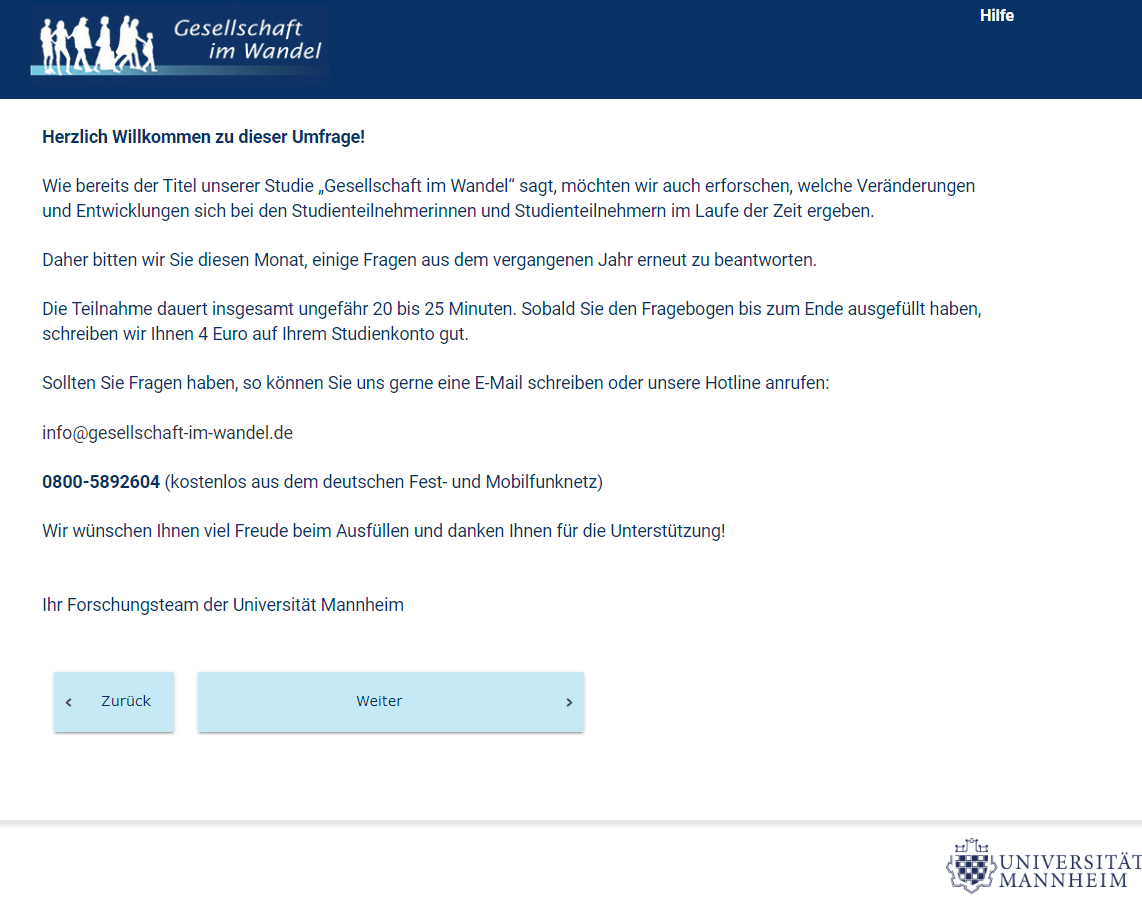 Gesellschaft
im Wandel
Hilfe
Herzlich Willkommen zu dieser Umfrage!
Wie bereits der Titel unserer Studie „Gesellschaft im Wandel“ sagt, möchten wir auch erforschen, welche Veränderungen
und Entwicklungen sich bei den Studienteilnehmerinnen und Studienteilnehmern im Laufe der Zeit ergeben.
Daher bitten wir Sie diesen Monat, einige Fragen aus dem vergangenen Jahr erneut zu beantworten.
Die Teilnahme dauert insgesamt ungefähr 20 bis 25 Minuten. Sobald Sie den Fragebogen bis zum Ende ausgefüllt haben,
schreiben wir Ihnen 4 Euro auf Ihrem Studienkonto gut.
Sollten Sie Fragen haben, so können Sie uns gerne eine E-Mail schreiben oder unsere Hotline anrufen:
info@gesellschaft-im-wandel.de
0800-5892604 (kostenlos aus dem deutschen Fest- und Mobilfunknetz)
Wir wünschen Ihnen viel Freude beim Ausfüllen und danken Ihnen für die Unterstützung!
Ihr Forschungsteam der Universität Mannheim
‹ Zurück
Weiter ›
UNIVERSITÄT
MANNHEIM